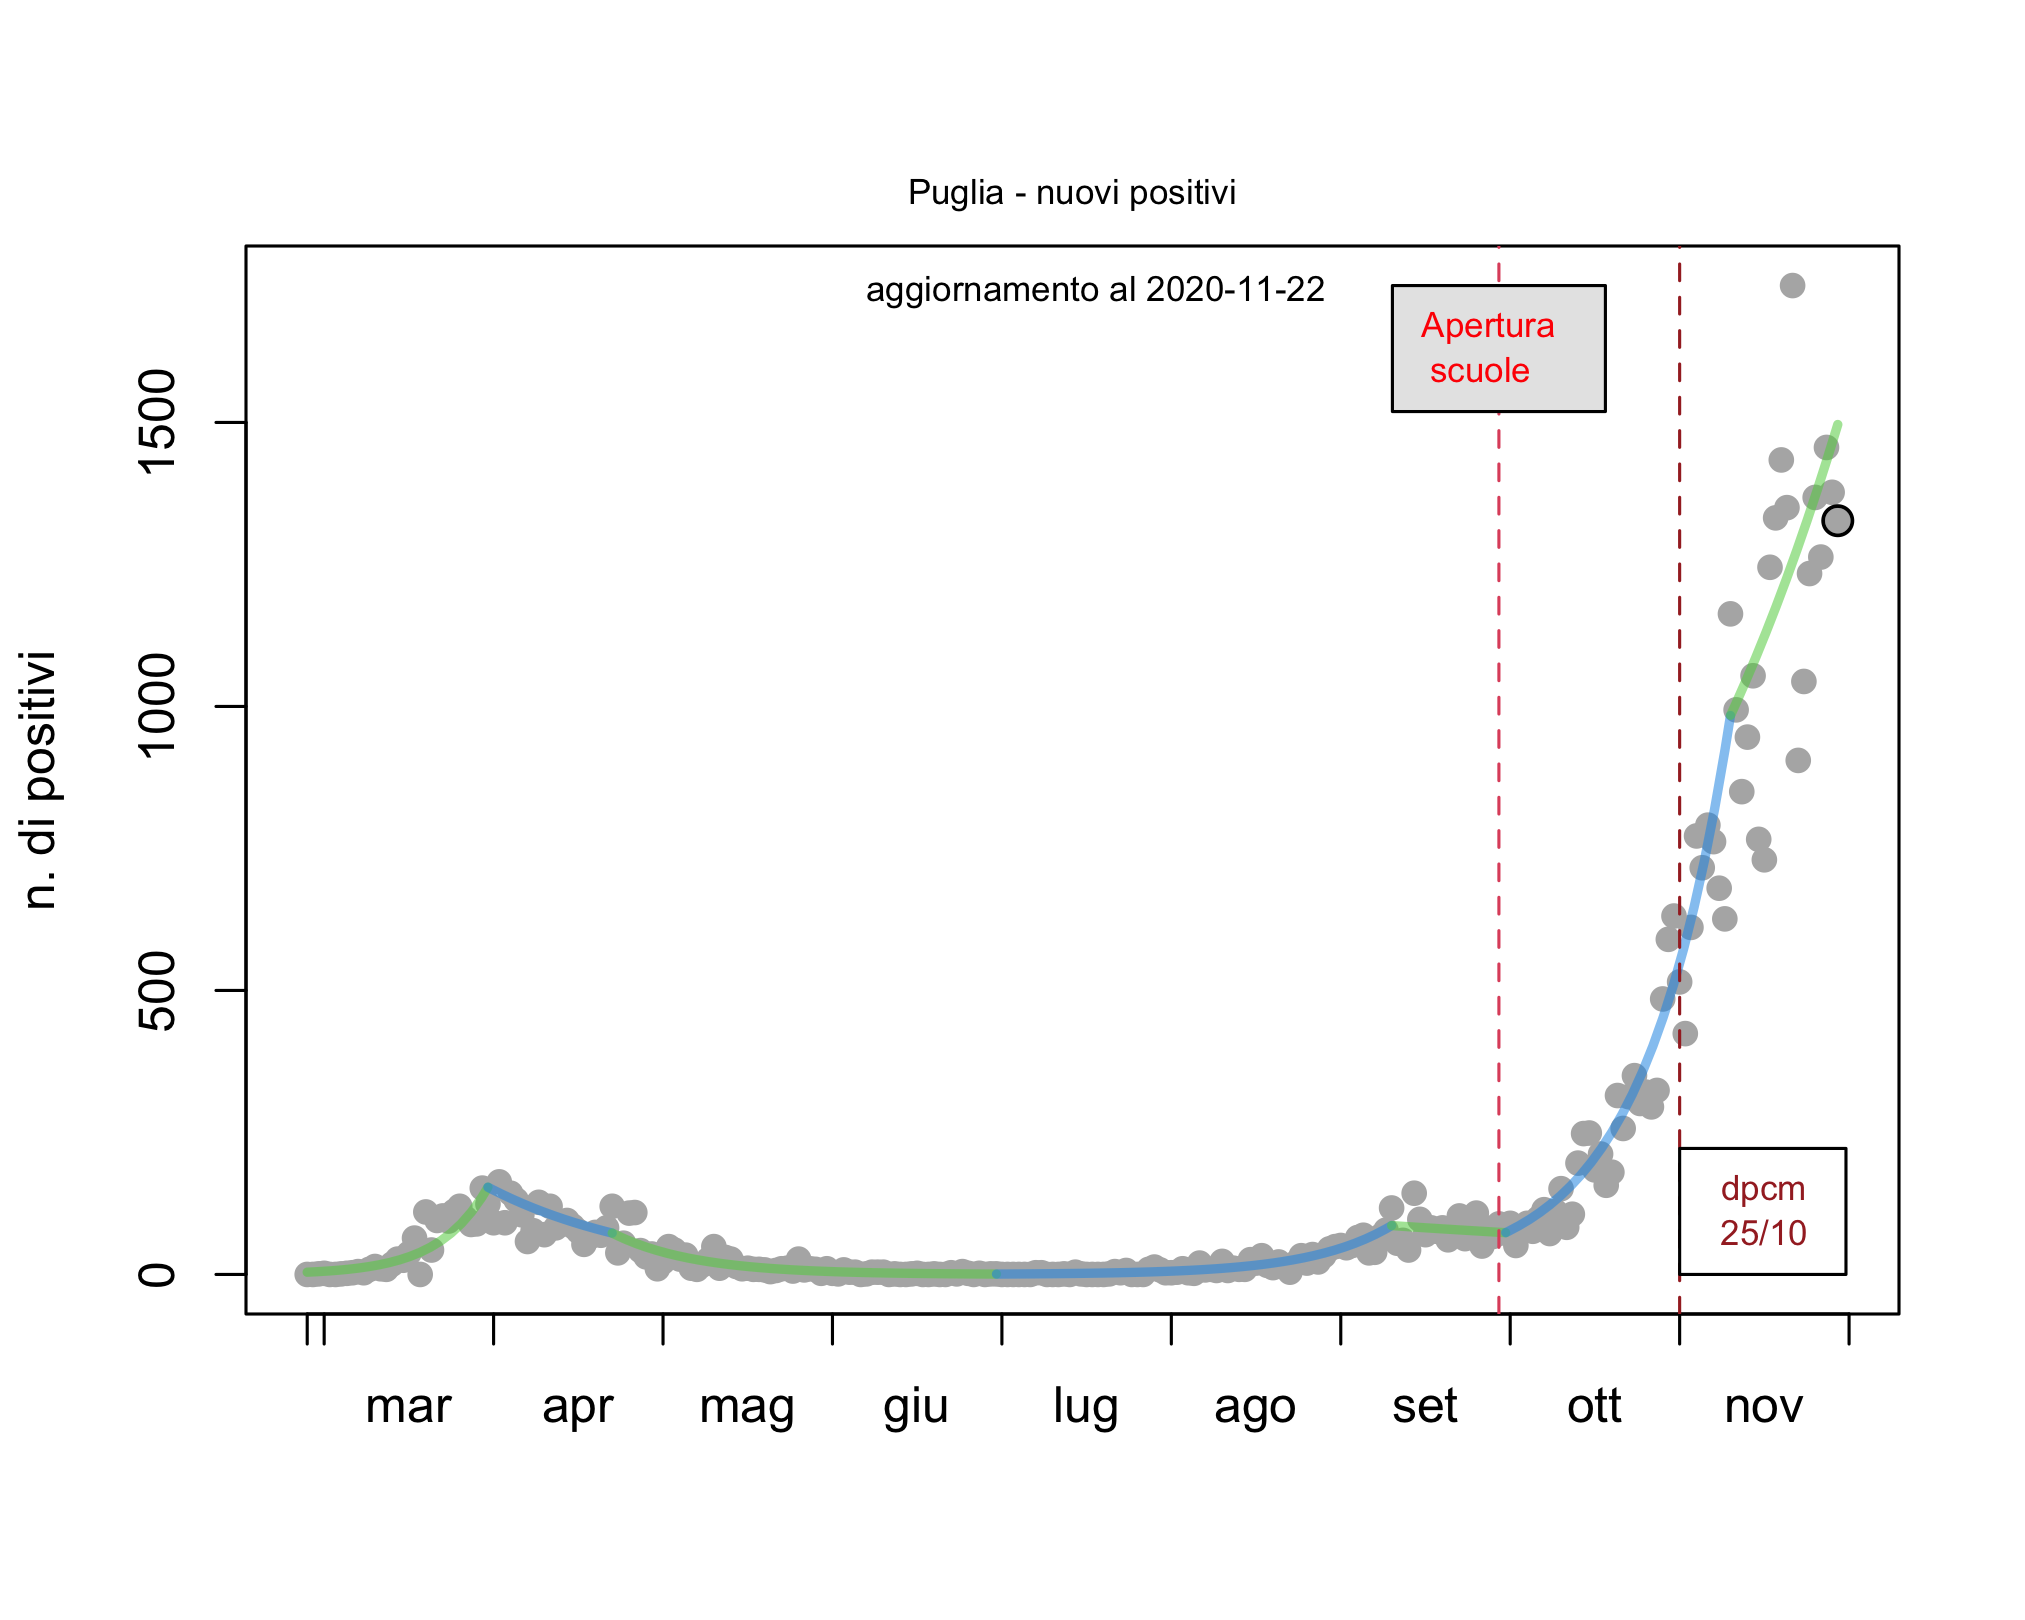 Puglia - nuovi positivi
aggiornamento al 2020-11-22
Apertura
scuole
n. di positivi
1500
1000
500
0
dpcm
25/10
mar apr mag giu lug ago set ott nov